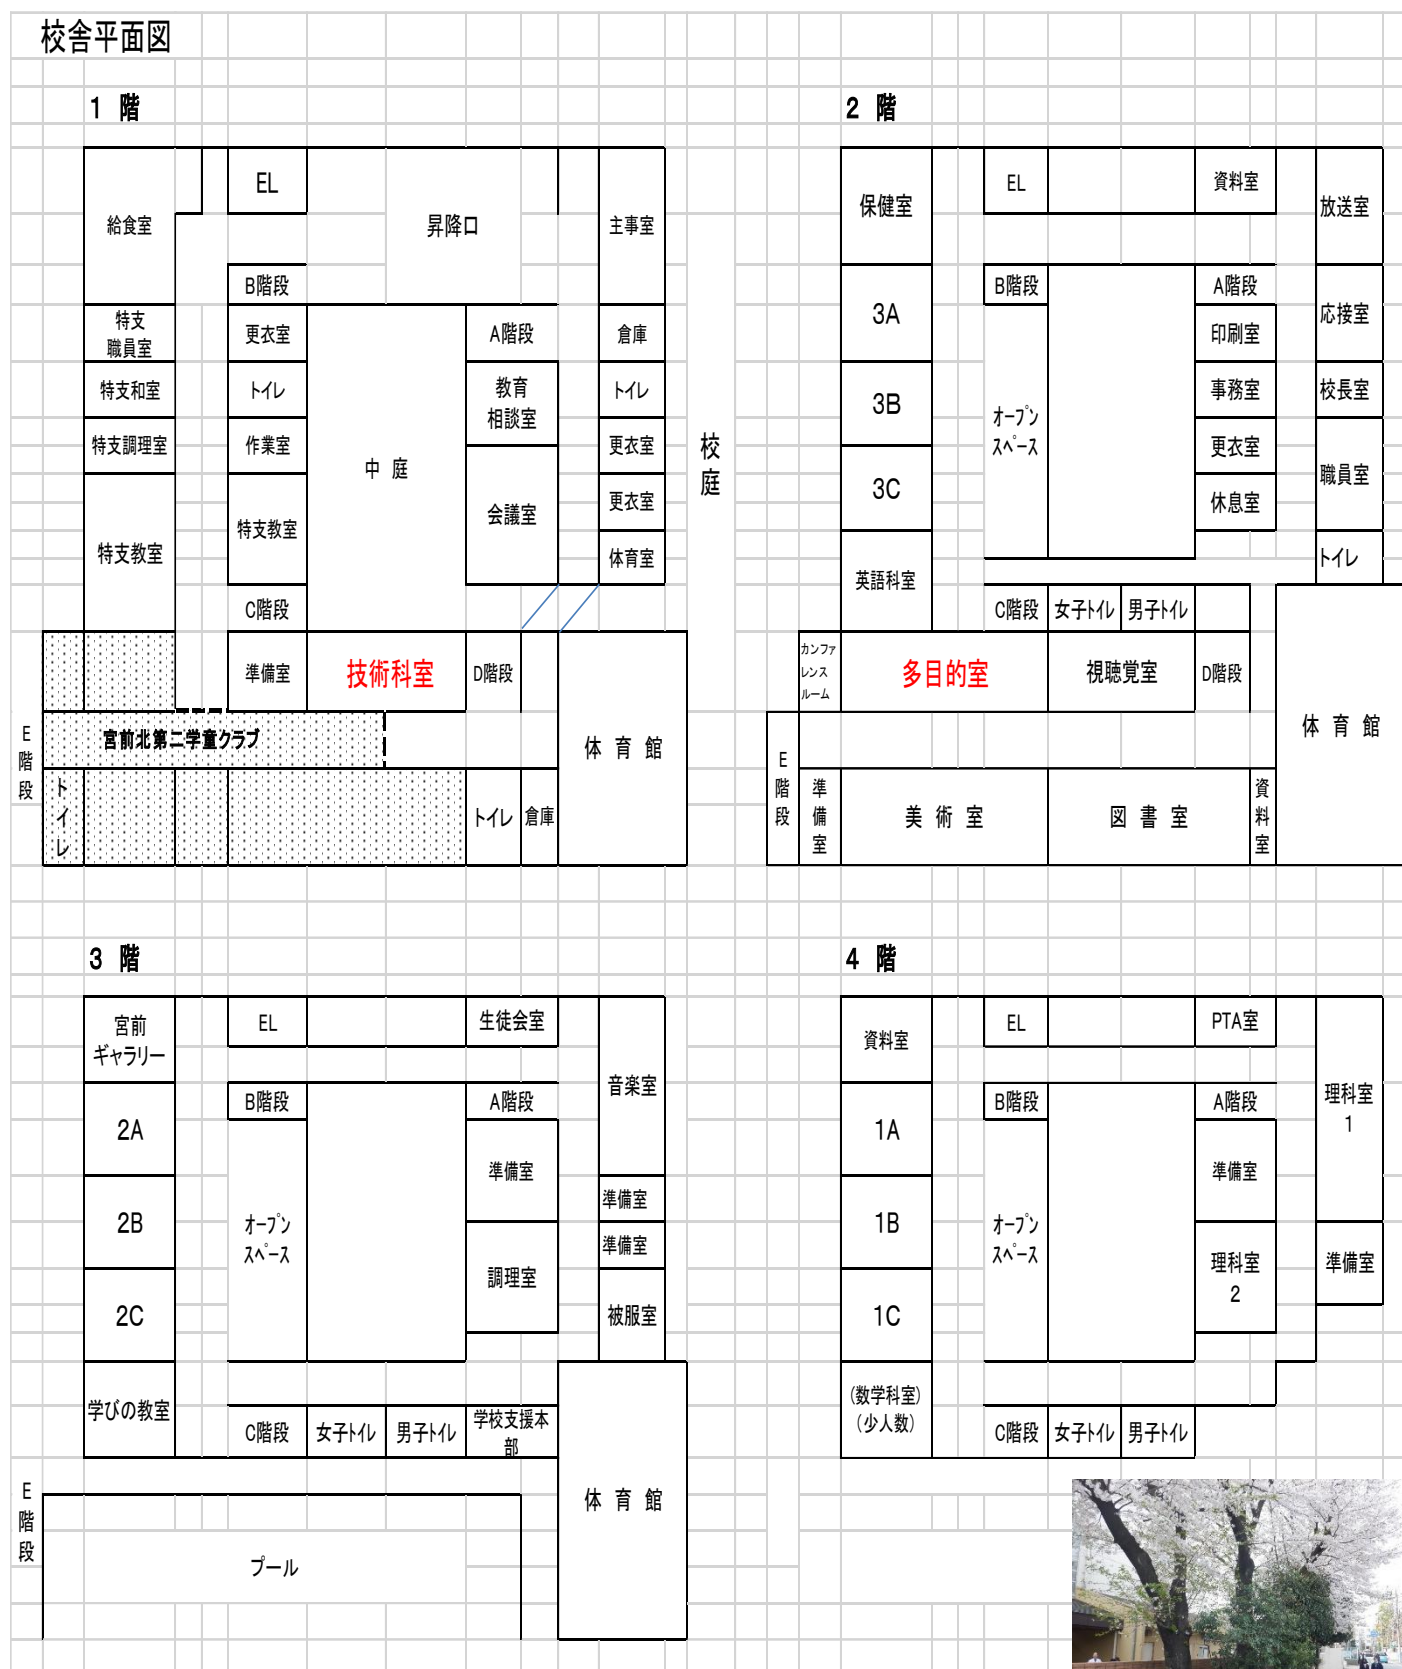 校舎平面図
1 階
EL
給食室
昇降口
主事室
B階段
特支
職員室
更衣室
A階段
倉庫
特支和室
トイレ
教育
相談室
トイレ
特支調理室
作業室
更衣室
中 庭
校庭
特支教室
特支教室
会議室
更衣室
体育室
C階段
準備室
技術科室
D階段
宮前北第二学童クラブ
E階段
体 育 館
トイレ
トイレ
倉庫
2 階
保健室
EL
資料室
放送室
3A
B階段
A階段
応接室
印刷室
3B
オープン
スペース
事務室
校長室
更衣室
3C
休息室
職員室
英語科室
トイレ
C階段
女子トイレ
男子トイレ
カンファ
レンス
ルーム
多目的室
視聴覚室
D階段
体 育 館
E階段
準備室
美 術 室
図 書 室
資料室
3 階
宮前
ギャラリー
EL
生徒会室
音楽室
2A
B階段
A階段
準備室
準備室
2B
オープン
スペース
準備室
調理室
2C
被服室
学びの教室
C階段
女子トイレ
男子トイレ
学校支援本
部
体 育 館
E階段
プール
4 階
資料室
EL
PTA室
理科室
1
1A
B階段
A階段
準備室
1B
オープン
スペース
理科室
2
準備室
1C
(数学科室)
(少人数)
C階段
女子トイレ
男子トイレ